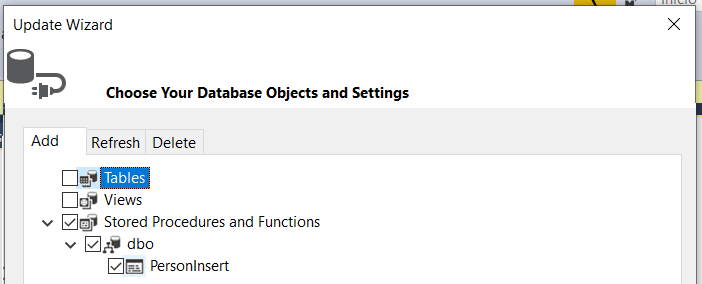 Update Wizard
Choose Your Database Objects and Settings
Add Refresh Delete
Tables
Views
Stored Procedures and Functions
dbo
PersonInsert